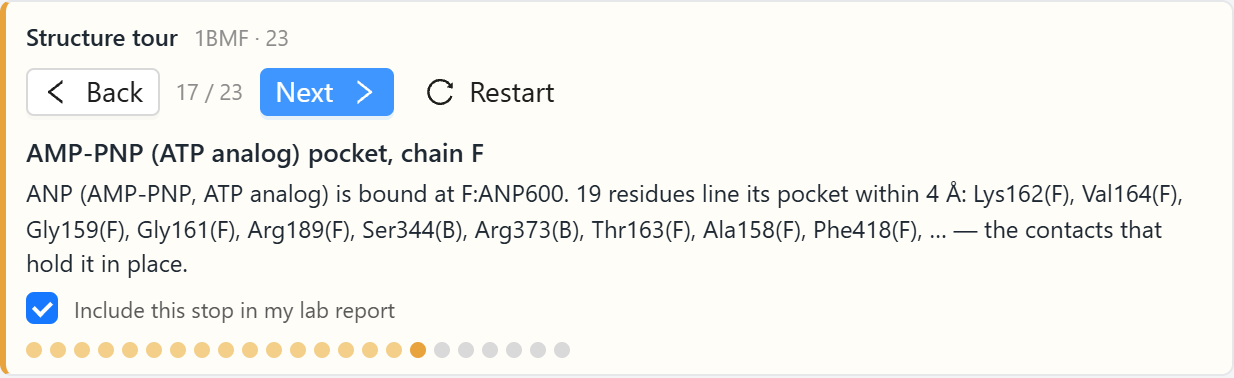 Structure tour 1BMF · 23
Back 17 / 23 Next Restart
AMP-PNP (ATP analog) pocket, chain F
ANP (AMP-PNP, ATP analog) is bound at F:ANP600. 19 residues line its pocket within 4 Å: Lys162(F), Val164(F),
Gly159(F), Gly161(F), Arg189(F), Ser344(B), Arg373(B), Thr163(F), Ala158(F), Phe418(F), … — the contacts that
hold it in place.
Include this stop in my lab report